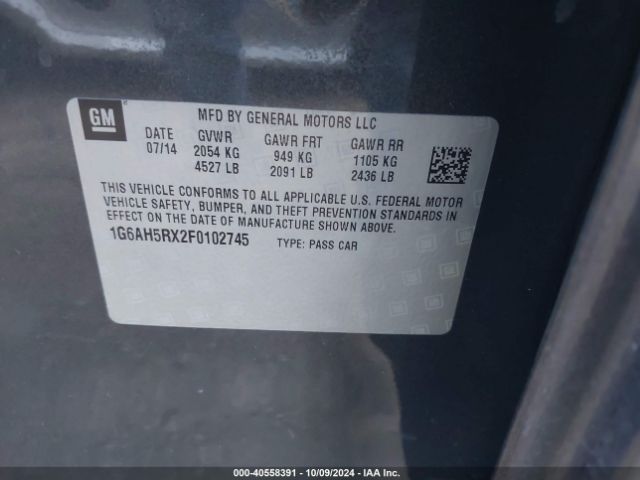 GM
MFD BY GENERAL MOTORS LLC
DATE GVWR GAWR FRT GAWR RR
07/14 2054 KG 949 KG 1105 KG
4527 LB 2091 LB 2436 LB
THIS VEHICLE CONFORMS TO ALL APPLICABLE U.S. FEDERAL MOTOR
VEHICLE SAFETY, BUMPER, AND THEFT PREVENTION STANDARDS IN
EFFECT ON THE DATE OF MANUFACTURE SHOWN ABOVE.
1G6AH5RX2F0102745 TYPE: PASS CAR
000-40558391 - 10/09/2024 - IAA Inc.